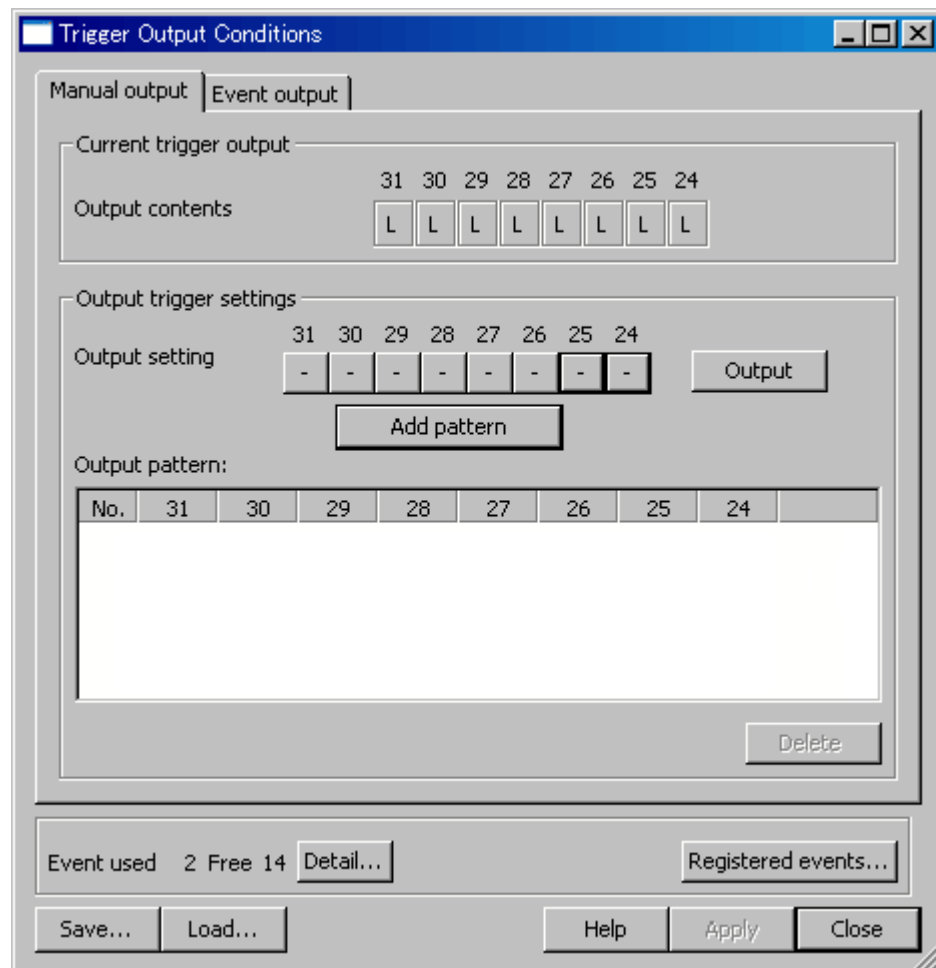 Trigger Output Conditions
Manual output Event output
Current trigger output
31 30 29 28 27 26 25 24
Output contents L L L L L L L L
Output trigger settings
31 30 29 28 27 26 25 24
Output setting - - - - - - - - Output
Add pattern
Output pattern:
No. 31 30 29 28 27 26 25 24
Delete
Event used 2 Free 14 Detail... Registered events...
Save... Load... Help Apply Close